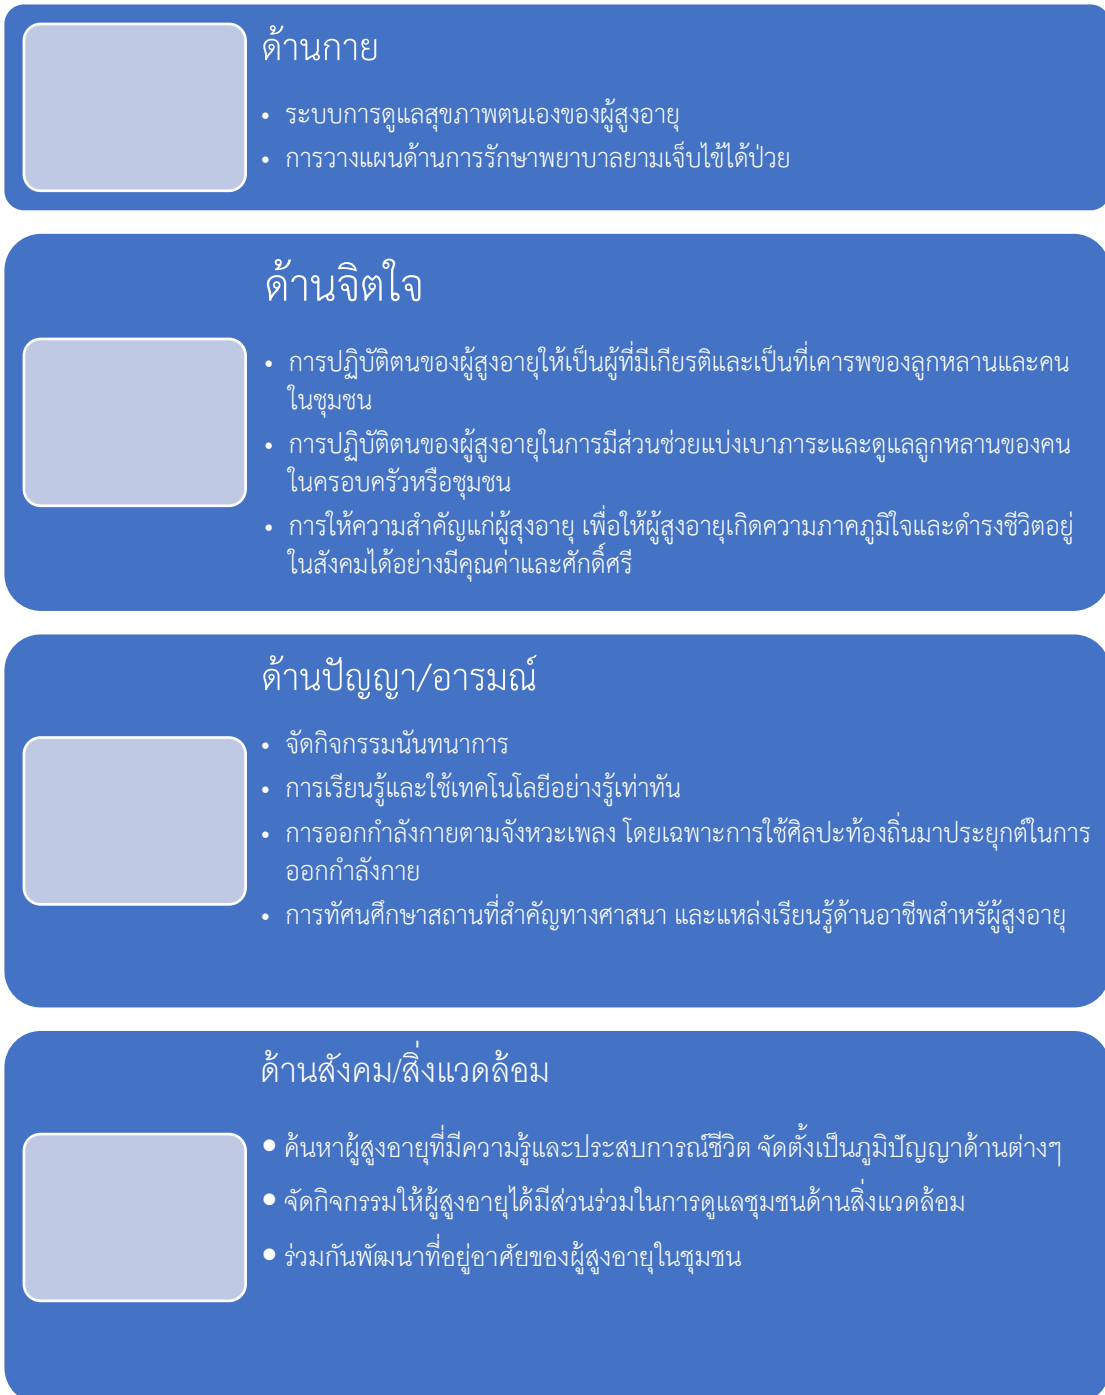 ด้านกาย
• ระบบการดูแลสุขภาพตนเองของผู้สูงอายุ
• การวางแผนด้านการรักษาพยาบาลยามเจ็บไข้ได้ป่วย
ด้านจิตใจ
• การปฏิบัติตนของผู้สูงอายุให้เป็นผู้ที่มีเกียรติและเป็นที่เคารพของลูกหลานและคน
ในชุมชน
• การปฏิบัติตนของผู้สูงอายุในการมีส่วนช่วยแบ่งเบาภาระและดูแลลูกหลานของคน
ในครอบครัวหรือชุมชน
• การให้ความสำคัญแก่ผู้สุงอายุ เพื่อให้ผู้สูงอายุเกิดความภาคภูมิใจและดำรงชีวิตอยู่
ในสังคมได้อย่างมีคุณค่าและศักดิ์ศรี
ด้านปัญญา/อารมณ์
• จัดกิจกรรมนันทนาการ
• การเรียนรู้และใช้เทคโนโลยีอย่างรู้เท่าทัน
• การออกกำลังกายตามจังหวะเพลง โดยเฉพาะการใช้ศิลปะท้องถิ่นมาประยุกต์ในการ
ออกกำลังกาย
• การทัศนศึกษาสถานที่สำคัญทางศาสนา และแหล่งเรียนรู้ด้านอาชีพสำหรัผู้สูงอายุ
ด้านสังคม/สิ่งแวดล้อม
• ค้นหาผู้สูงอายุที่มีความรู้และประสบการณ์ชีวิต จัดตั้งเป็นภูมิปัญญาด้านต่างๆ
• จัดกิจกรรมให้ผู้สูงอายุได้มีส่วนร่วมในการดูแลชุมชนด้านสิ่งแวดล้อม
• ร่วมกันพัฒนาที่อยู่อาศัยของผู้สูงอายุในชุมชน